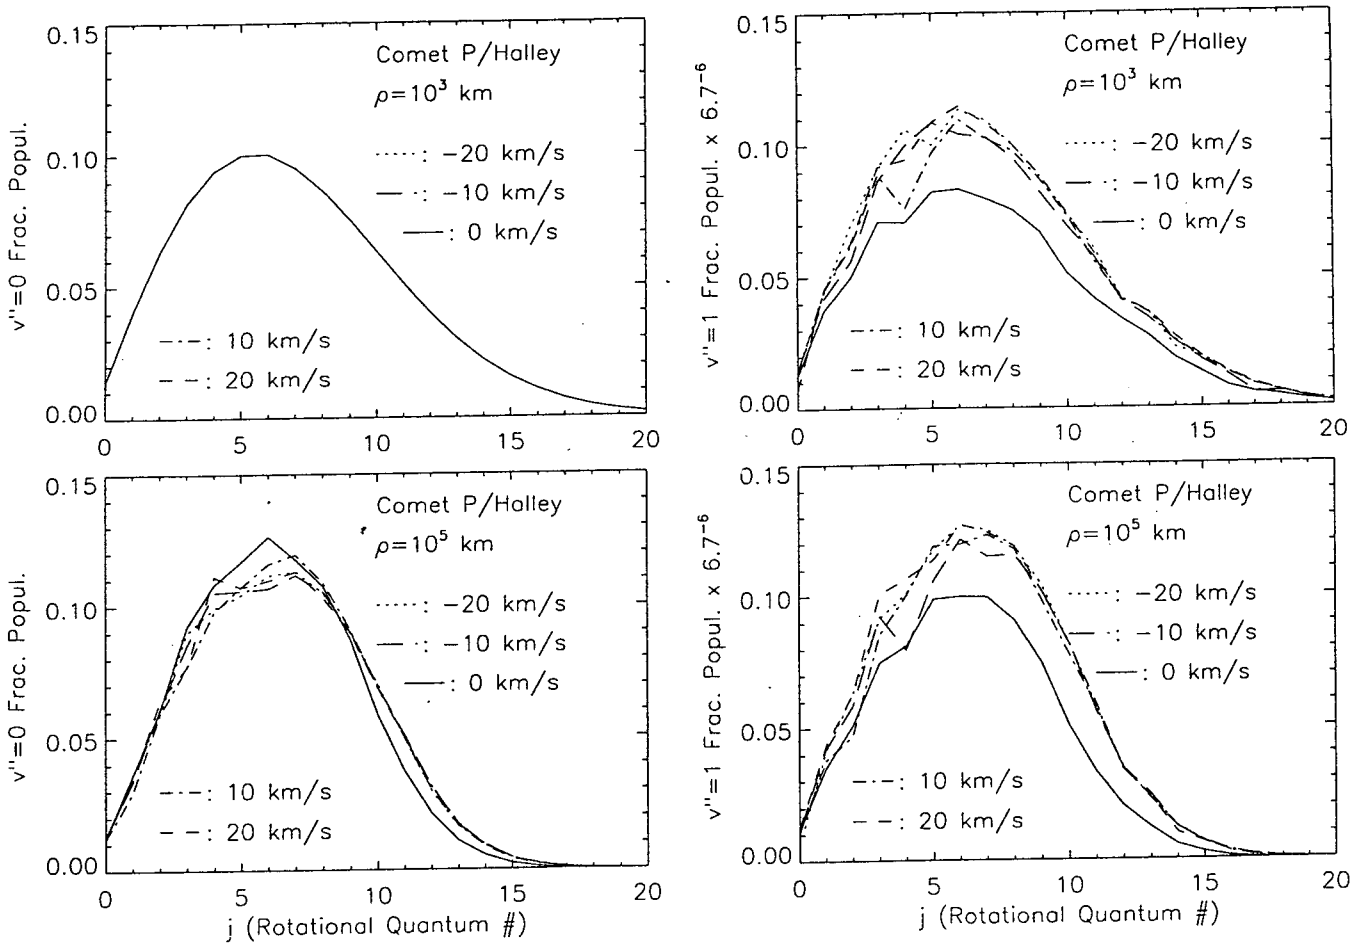 0.15
0.10
0.05
0.00
v''=0 Frac. Popul.
Comet P/Halley
ρ=10³ km
: −20 km/s
: −10 km/s
: 0 km/s
: 10 km/s
: 20 km/s
0 5 10 15 20
0.15
0.10
0.05
0.00
v''=1 Frac. Popul. x 6.7⁻⁶
Comet P/Halley
ρ=10³ km
: −20 km/s
: −10 km/s
: 0 km/s
: 10 km/s
: 20 km/s
0 5 10 15 20
0.15
0.10
0.05
0.00
v''=0 Frac. Popul.
Comet P/Halley
ρ=10⁵ km
: −20 km/s
: −10 km/s
: 0 km/s
: 10 km/s
: 20 km/s
0 5 10 15 20
j (Rotational Quantum #)
0.15
0.10
0.05
0.00
v''=1 Frac. Popul. x 6.7⁻⁶
Comet P/Halley
ρ=10⁵ km
: −20 km/s
: −10 km/s
: 0 km/s
: 10 km/s
: 20 km/s
0 5 10 15 20
j (Rotational Quantum #)